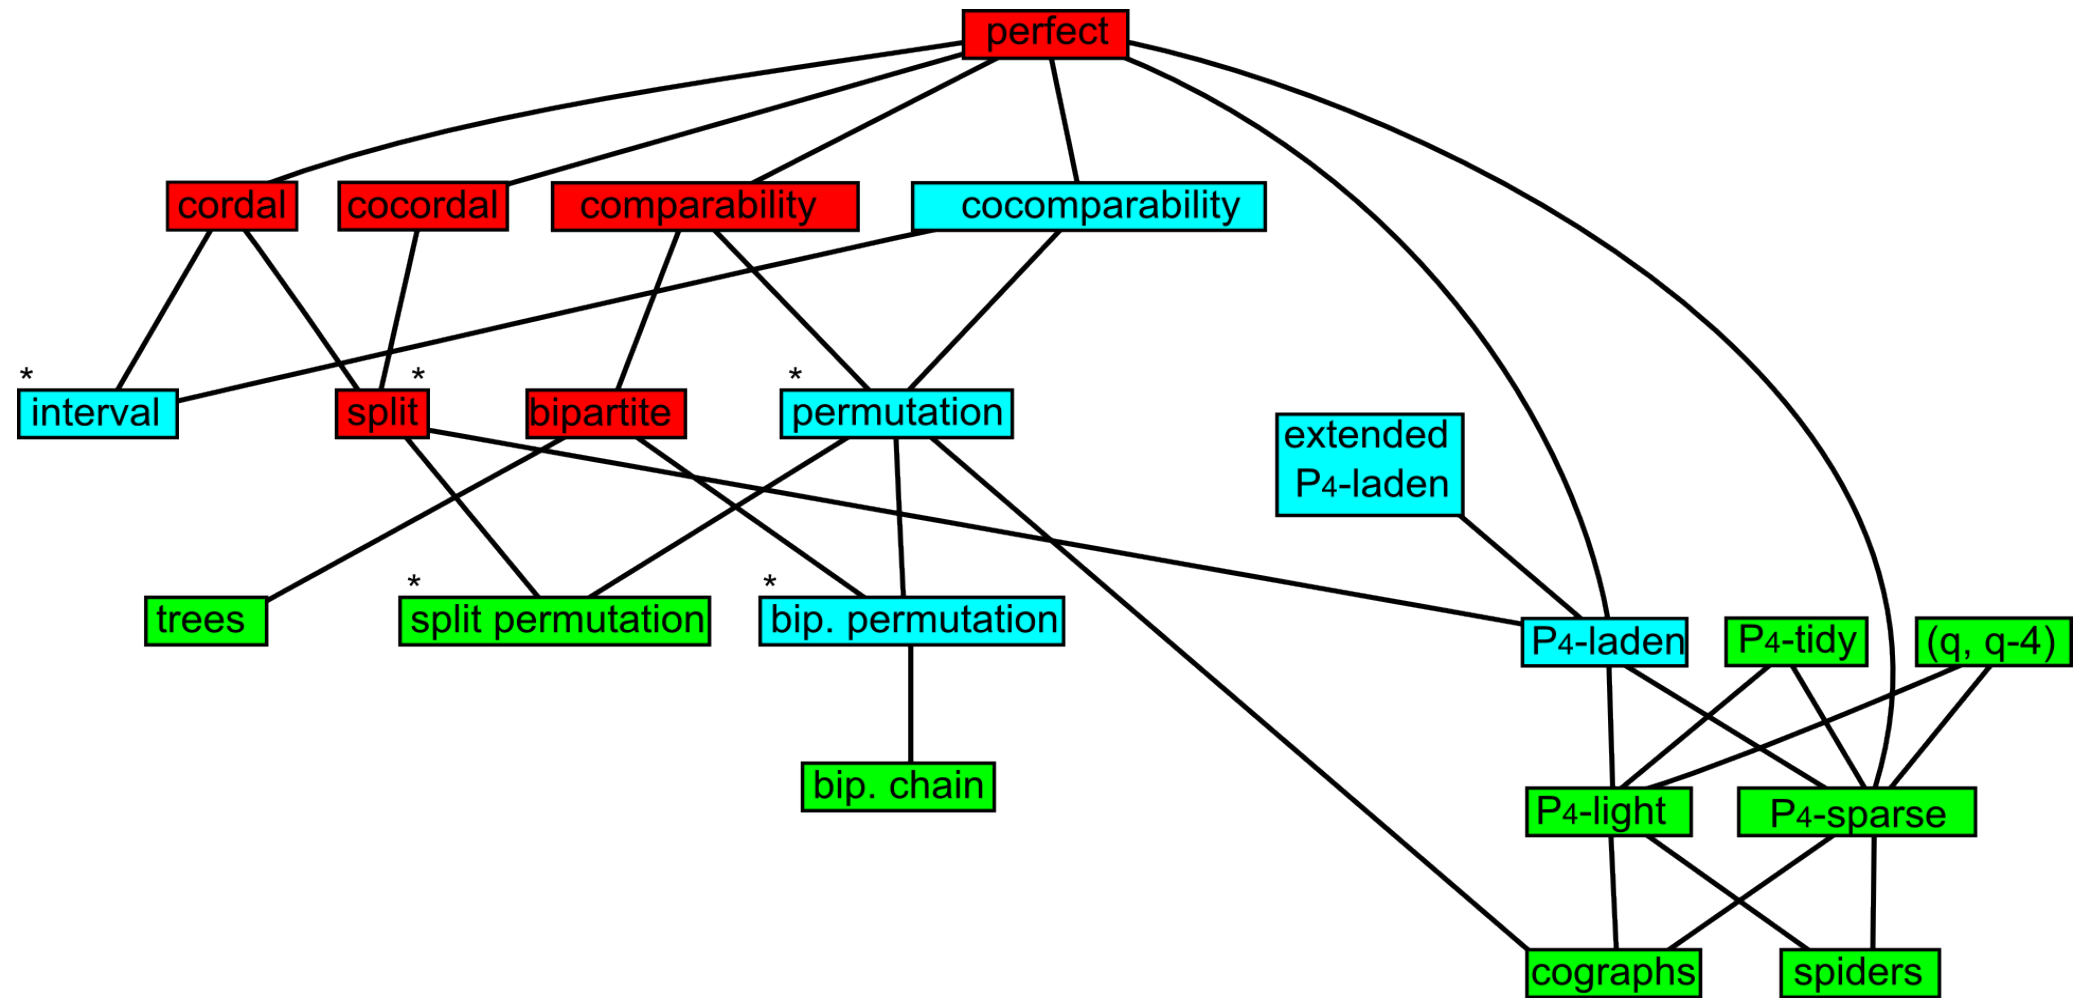 perfect
cordal
cocordal
comparability
cocomparability
*
*
*
interval
split
bipartite
permutation
extended
P4-laden
*
*
trees
split permutation
bip. permutation
P4-laden
P4-tidy
(q, q-4)
bip. chain
P4-light
P4-sparse
cographs
spiders